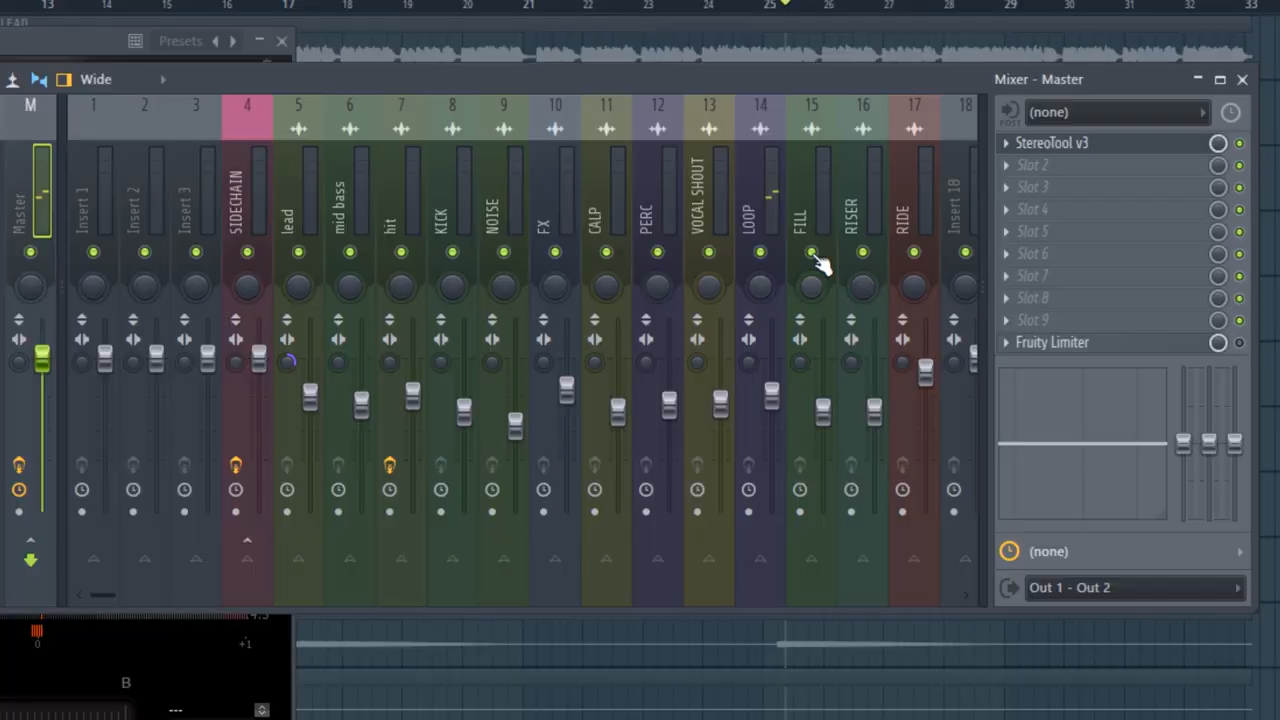 13 14 15 16 17 18 19 20 21 22 23 24 25 26 27 28 29 30 31 32 33
LEAD
Presets
Wide
Mixer - Master
M 1 2 3 4 5 6 7 8 9 10 11 12 13 14 15 16 17 18
(none)
POST
StereoTool v3
Slot 2
Slot 3
Slot 4
Slot 5
Slot 6
Slot 7
Slot 8
Slot 9
Fruity Limiter
Master
Insert 1
Insert 2
Insert 3
SIDECHAIN
lead
mid bass
hit
KICK
NOISE
FX
CALP
PERC
VOCAL SHOUT
LOOP
FILL
RISER
RIDE
Insert 18
(none)
Out 1 - Out 2
0
+1
B
---